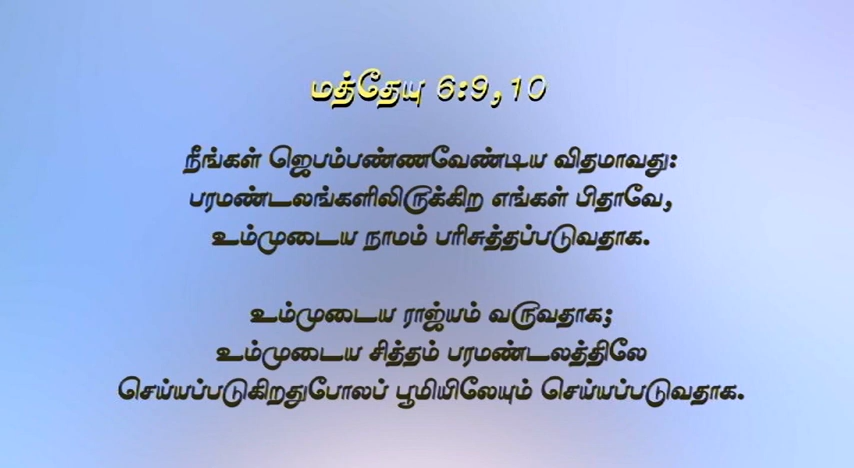 மத்தேயு 6:9,10
நீங்கள் ஜெபம்பண்ணவேண்டிய விதமாவது:
பரமண்டலங்களிலிருக்கிற எங்கள் பிதாவே,
உம்முடைய நாமம் பரிசுத்தப்படுவதாக.
உம்முடைய ராஜ்யம் வருவதாக;
உம்முடைய சித்தம் பரமண்டலத்திலே
செய்யப்படுகிறதுபோலப் பூமியிலேயும் செய்யப்படுவதாக.